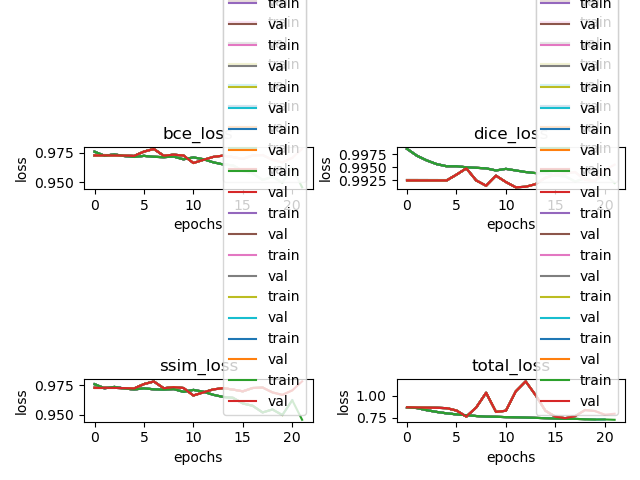 bce_loss
0.975
0.950
loss
0
5
10
15
20
epochs
train
val
train
val
train
val
train
val
train
val
train
val
train
val
train
val
train
val
train
val
dice_loss
0.9975
0.9950
0.9925
loss
0
5
10
15
20
epochs
train
val
train
val
train
val
train
val
train
val
train
val
train
val
train
val
train
val
train
val
ssim_loss
0.975
0.950
loss
0
5
10
15
20
epochs
total_loss
1.00
0.75
loss
0
5
10
15
20
epochs